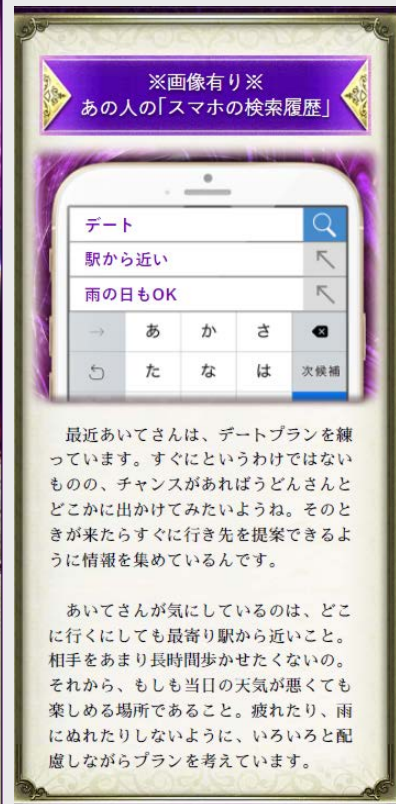 ※画像有り※
あの人の｢スマホの検索履歴｣
デート
駅から近い
雨の日もOK
→ あ か さ
た な は 次候補
　最近あいてさんは、デートプランを練
っています。すぐにというわけではない
ものの、チャンスがあればうどんさんと
どこかに出かけてみたいようね。そのと
きが来たらすぐに行き先を提案できるよ
うに情報を集めているんです。
　あいてさんが気にしているのは、どこ
に行くにしても最寄り駅から近いこと。
相手をあまり長時間歩かせたくないの。
それから、もしも当日の天気が悪くても
楽しめる場所であること。疲れたり、雨
にぬれたりしないように、いろいろと配
慮しながらプランを考えています。